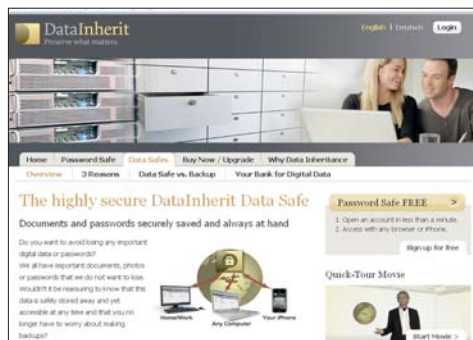 DataInherit
Preserve what matters.
English | Deutsch
Login
Home
Password Safe
Data Safes
Buy Now / Upgrade
Why Data Inheritance
Overview
3 Reasons
Data Safe vs. Backup
Your Bank for Digital Data
The highly secure DataInherit Data Safe
Documents and passwords securely saved and always at hand
Do you want to avoid losing any important
digital data or passwords?
We all have important documents, photos
or passwords that we do not want to lose.
Wouldn't it be reassuring to know that this
data is safely stored away and yet
accessible at any time and that you no
longer have to worry about making
backups?
Home/Work
Any Computer
Your iPhone
Password Safe FREE >
1. Open an account in less than a minute.
2. Access with any browser or iPhone.
Sign up for free
Quick-Tour Movie
Start Movie >